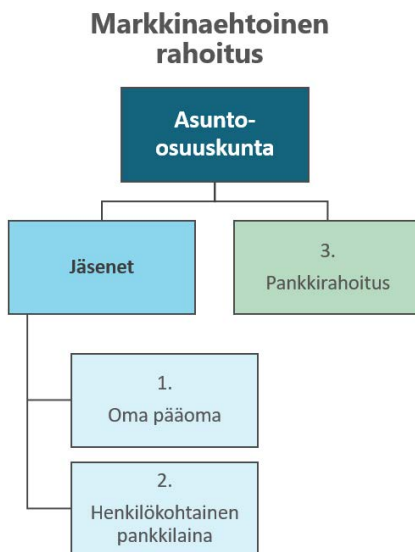 Markkinaehtoinen
rahoitus
Asunto-
osuuskunta
Jäsenet
3.
Pankkirahoitus
1.
Oma pääoma
2.
Henkilökohtainen
pankkilaina